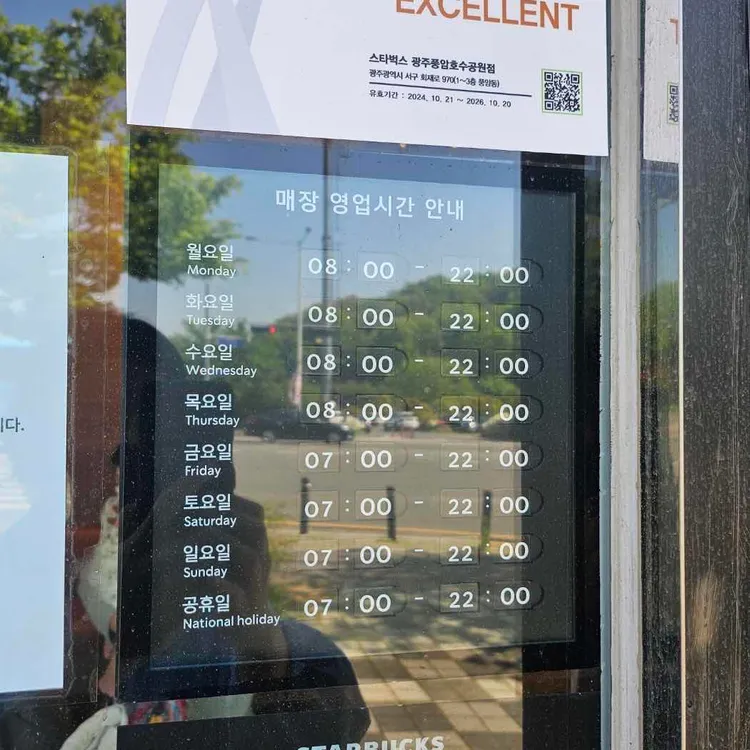 EXCELLENT
스타벅스 광주풍암호수공원점
광주광역시 서구 회재로 970(1~3층 풍암동)
유효기간 : 2024. 10. 21 ~ 2026. 10. 20
매장 영업시간 안내
월요일 08 : 00 - 22 : 00
Monday
화요일 08 : 00 - 22 : 00
Tuesday
수요일 08 : 00 - 22 : 00
Wednesday
목요일 08 : 00 - 22 : 00
Thursday
금요일 07 : 00 - 22 : 00
Friday
토요일 07 : 00 - 22 : 00
Saturday
일요일 07 : 00 - 22 : 00
Sunday
공휴일 07 : 00 - 22 : 00
National holiday
STARBUCKS